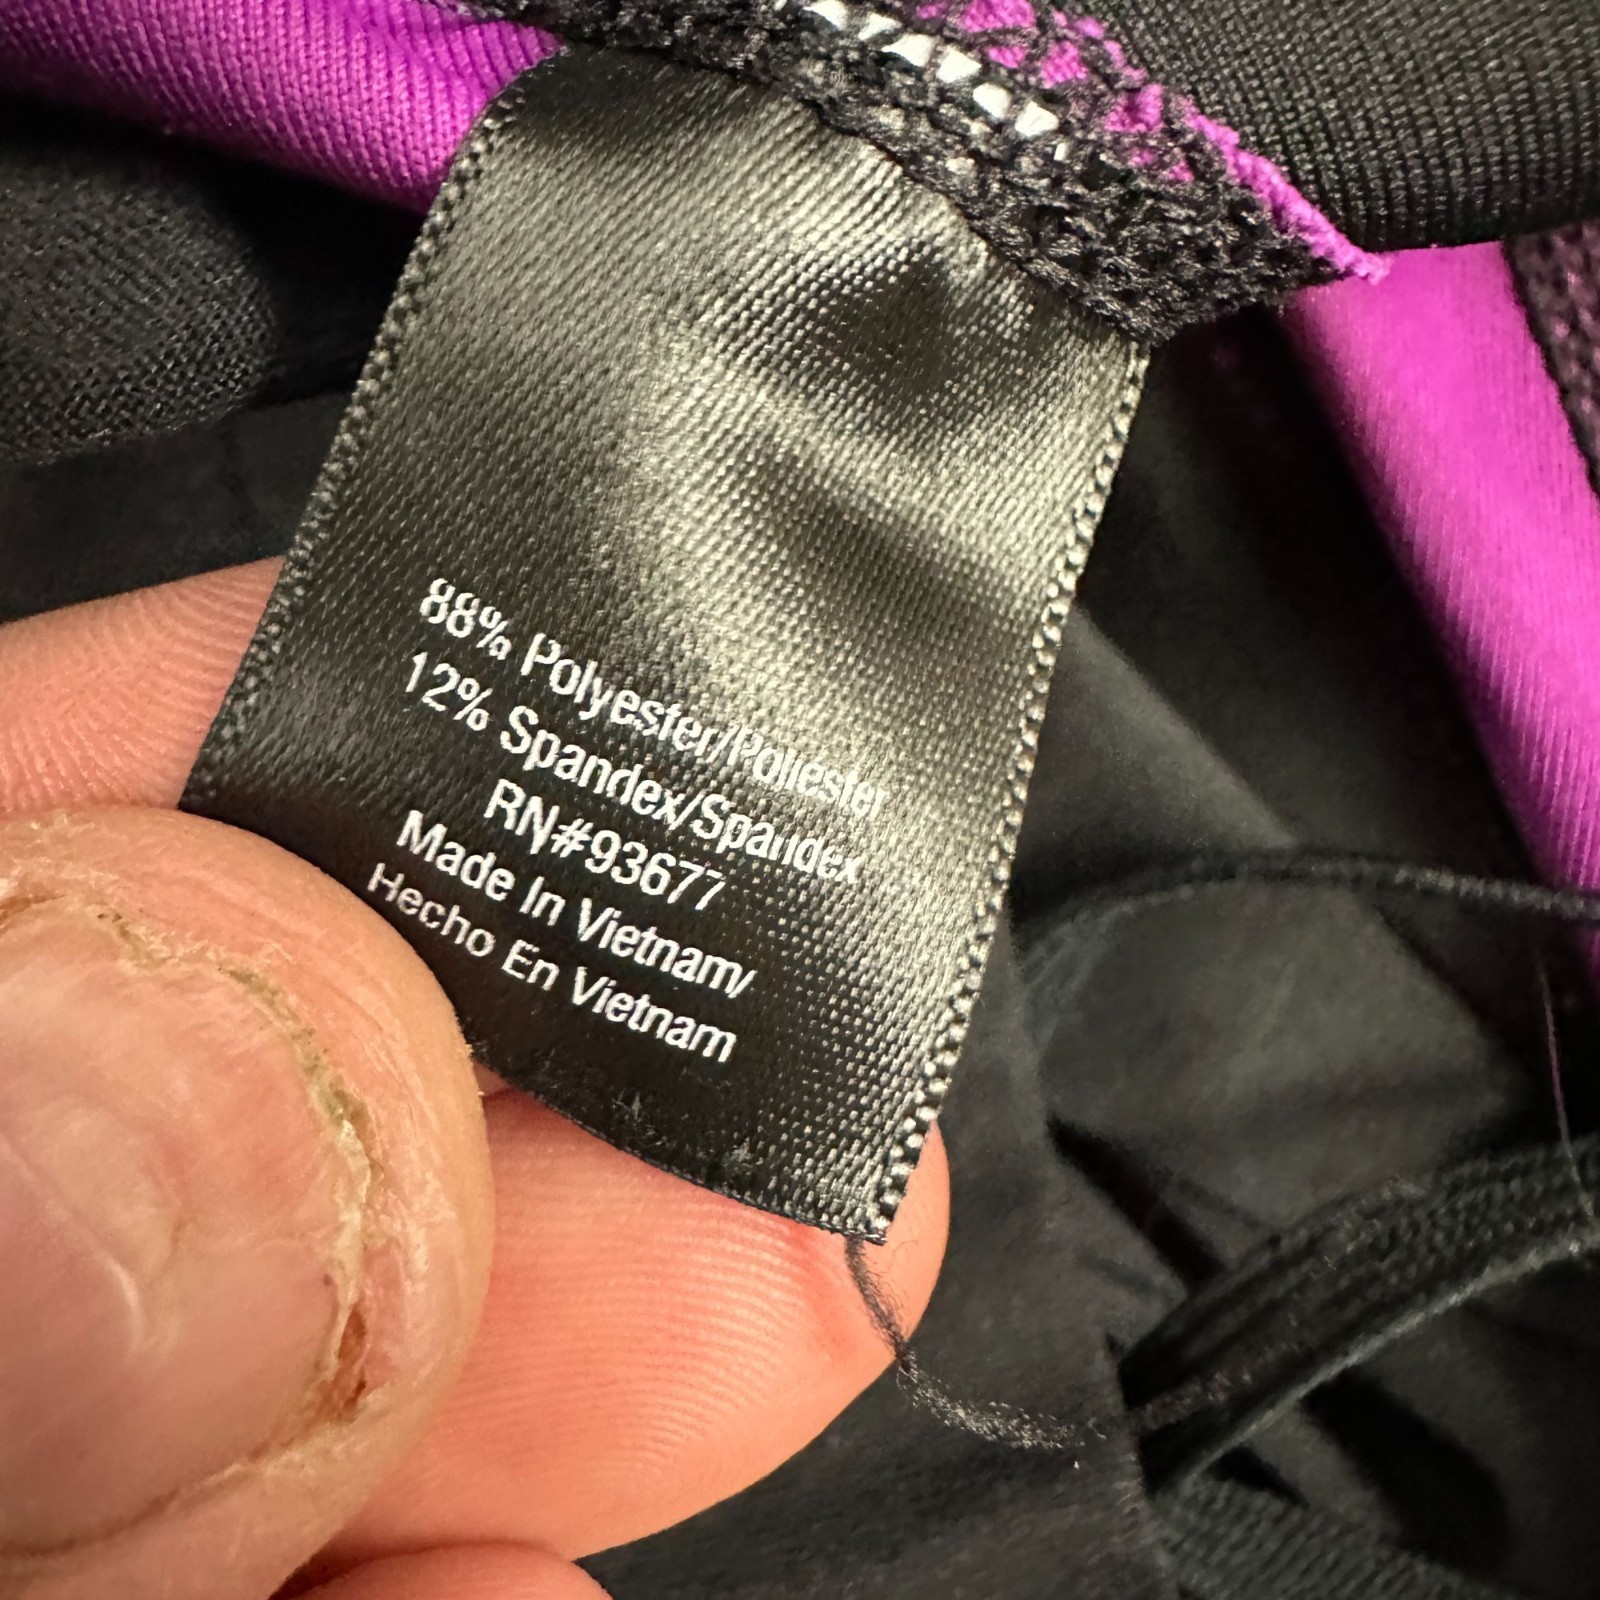 88% Polyester/Poliester
12% Spandex/Spandex
RN#93677
Made In Vietnam/
Hecho En Vietnam